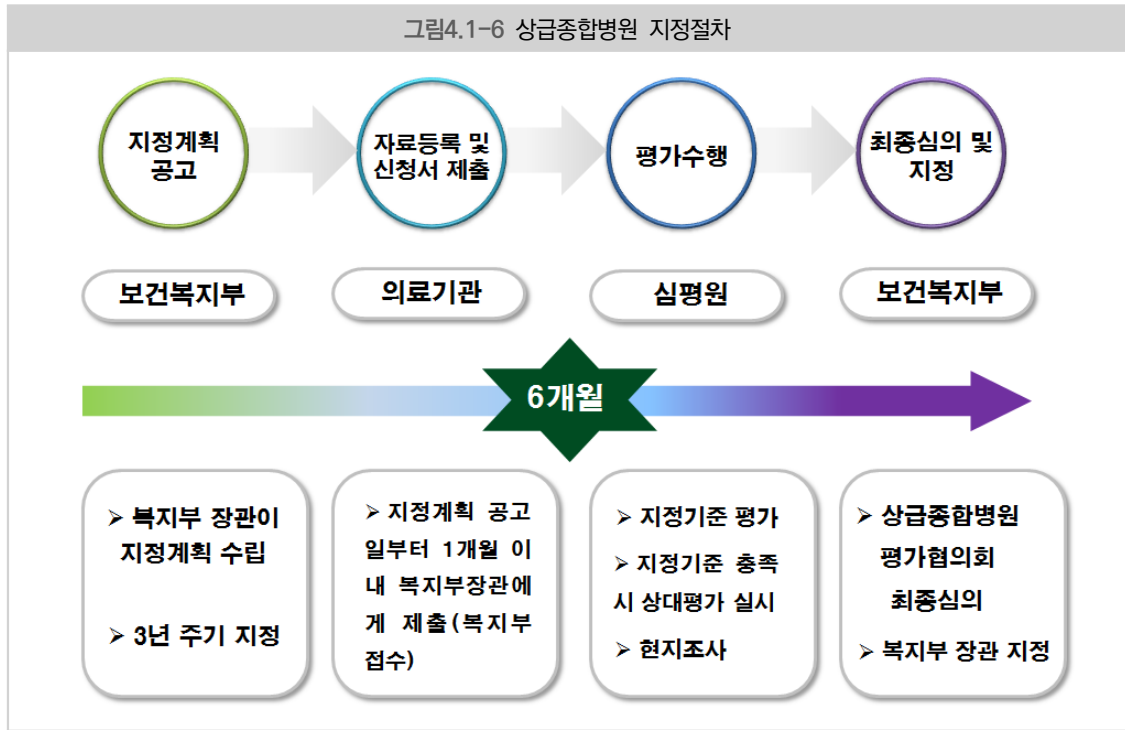 그림4.1-6 상급종합병원 지정절차
지정계획
공고
자료등록 및
신청서 제출
평가수행
최종심의 및
지정
보건복지부
의료기관
심평원
보건복지부
6개월
➢ 복지부 장관이
지정계획 수립
➢ 3년 주기 지정
➢ 지정계획 공고
일부터 1개월 이
내 복지부장관에
게 제출(복지부
접수)
➢ 지정기준 평가
➢ 지정기준 충족
시 상대평가 실시
➢ 현지조사
➢ 상급종합병원
평가협의회
최종심의
➢ 복지부 장관 지정